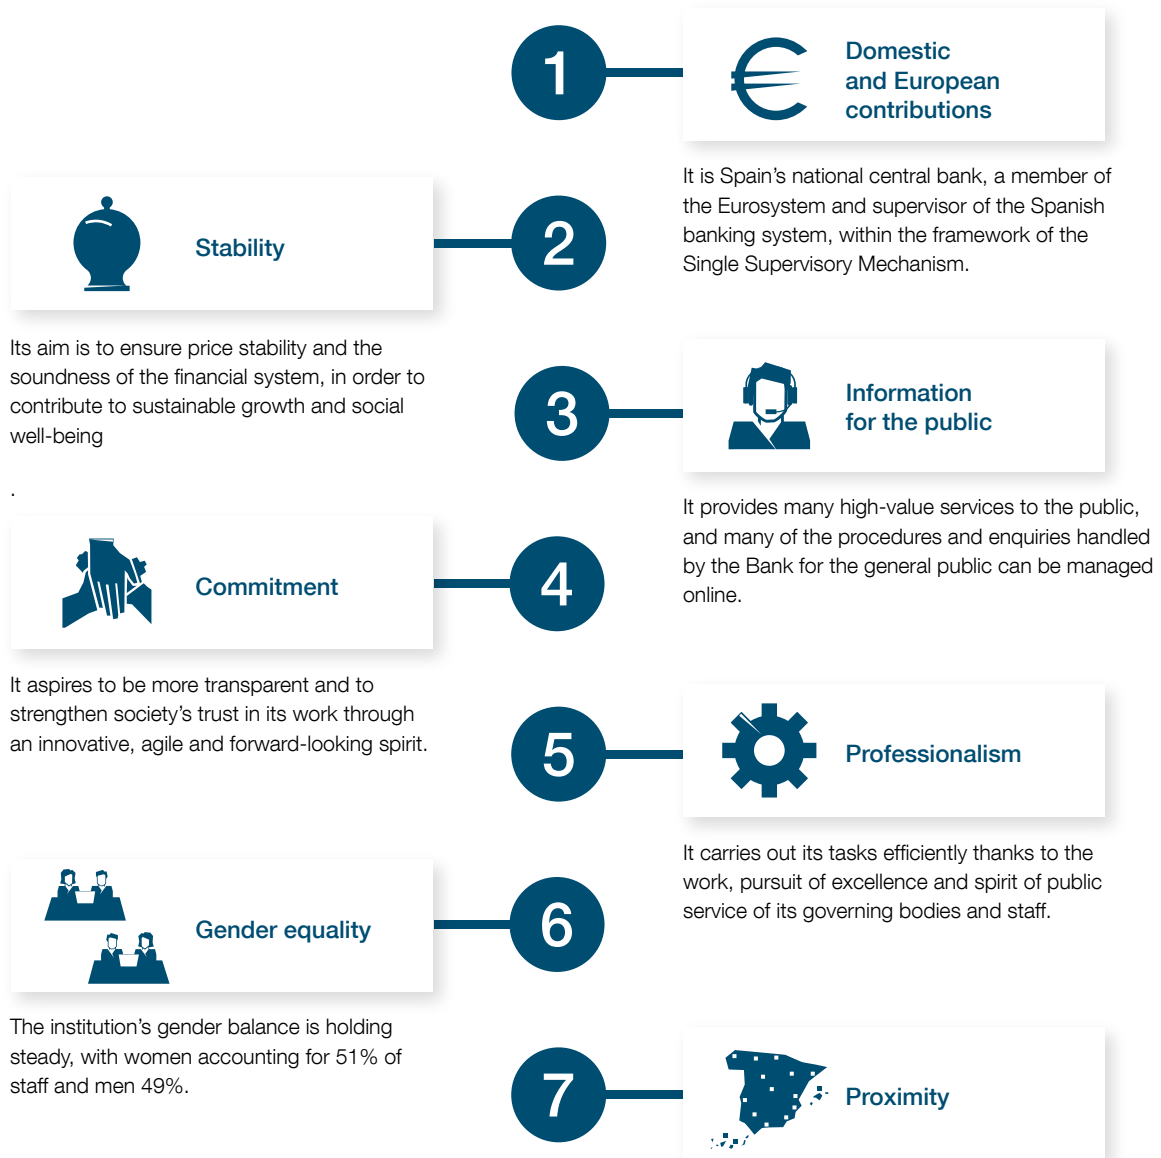 1
Domestic
and European
contributions
It is Spain’s national central bank, a member of
the Eurosystem and supervisor of the Spanish
banking system, within the framework of the
Single Supervisory Mechanism.
Stability
2
Its aim is to ensure price stability and the
soundness of the financial system, in order to
contribute to sustainable growth and social
well-being
.
3
Information
for the public
It provides many high-value services to the public,
and many of the procedures and enquiries handled
by the Bank for the general public can be managed
online.
Commitment
4
It aspires to be more transparent and to
strengthen society’s trust in its work through
an innovative, agile and forward-looking spirit.
5
Professionalism
It carries out its tasks efficiently thanks to the
work, pursuit of excellence and spirit of public
service of its governing bodies and staff.
Gender equality
6
The institution’s gender balance is holding
steady, with women accounting for 51% of
staff and men 49%.
7
Proximity